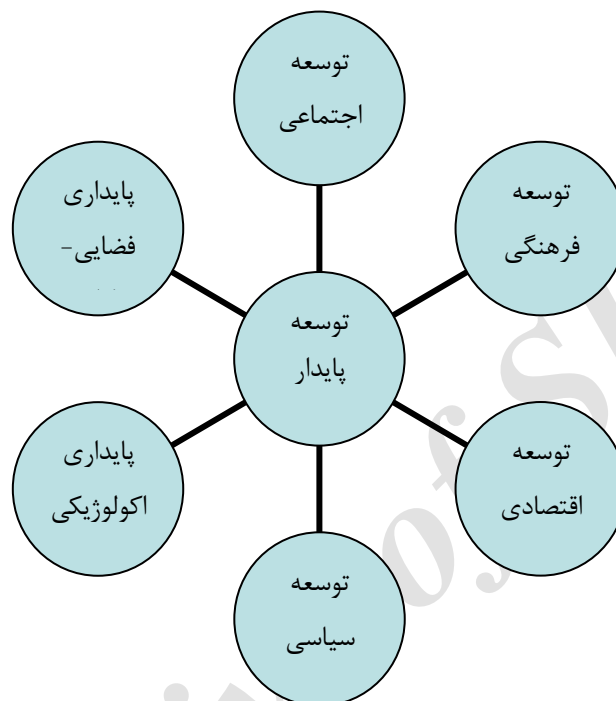 توسعه
اجتماعی
توسعه
فرهنگی
پایداری
فضایی-
توسعه
پایدار
توسعه
اقتصادی
پایداری
اکولوژیکی
توسعه
سیاسی